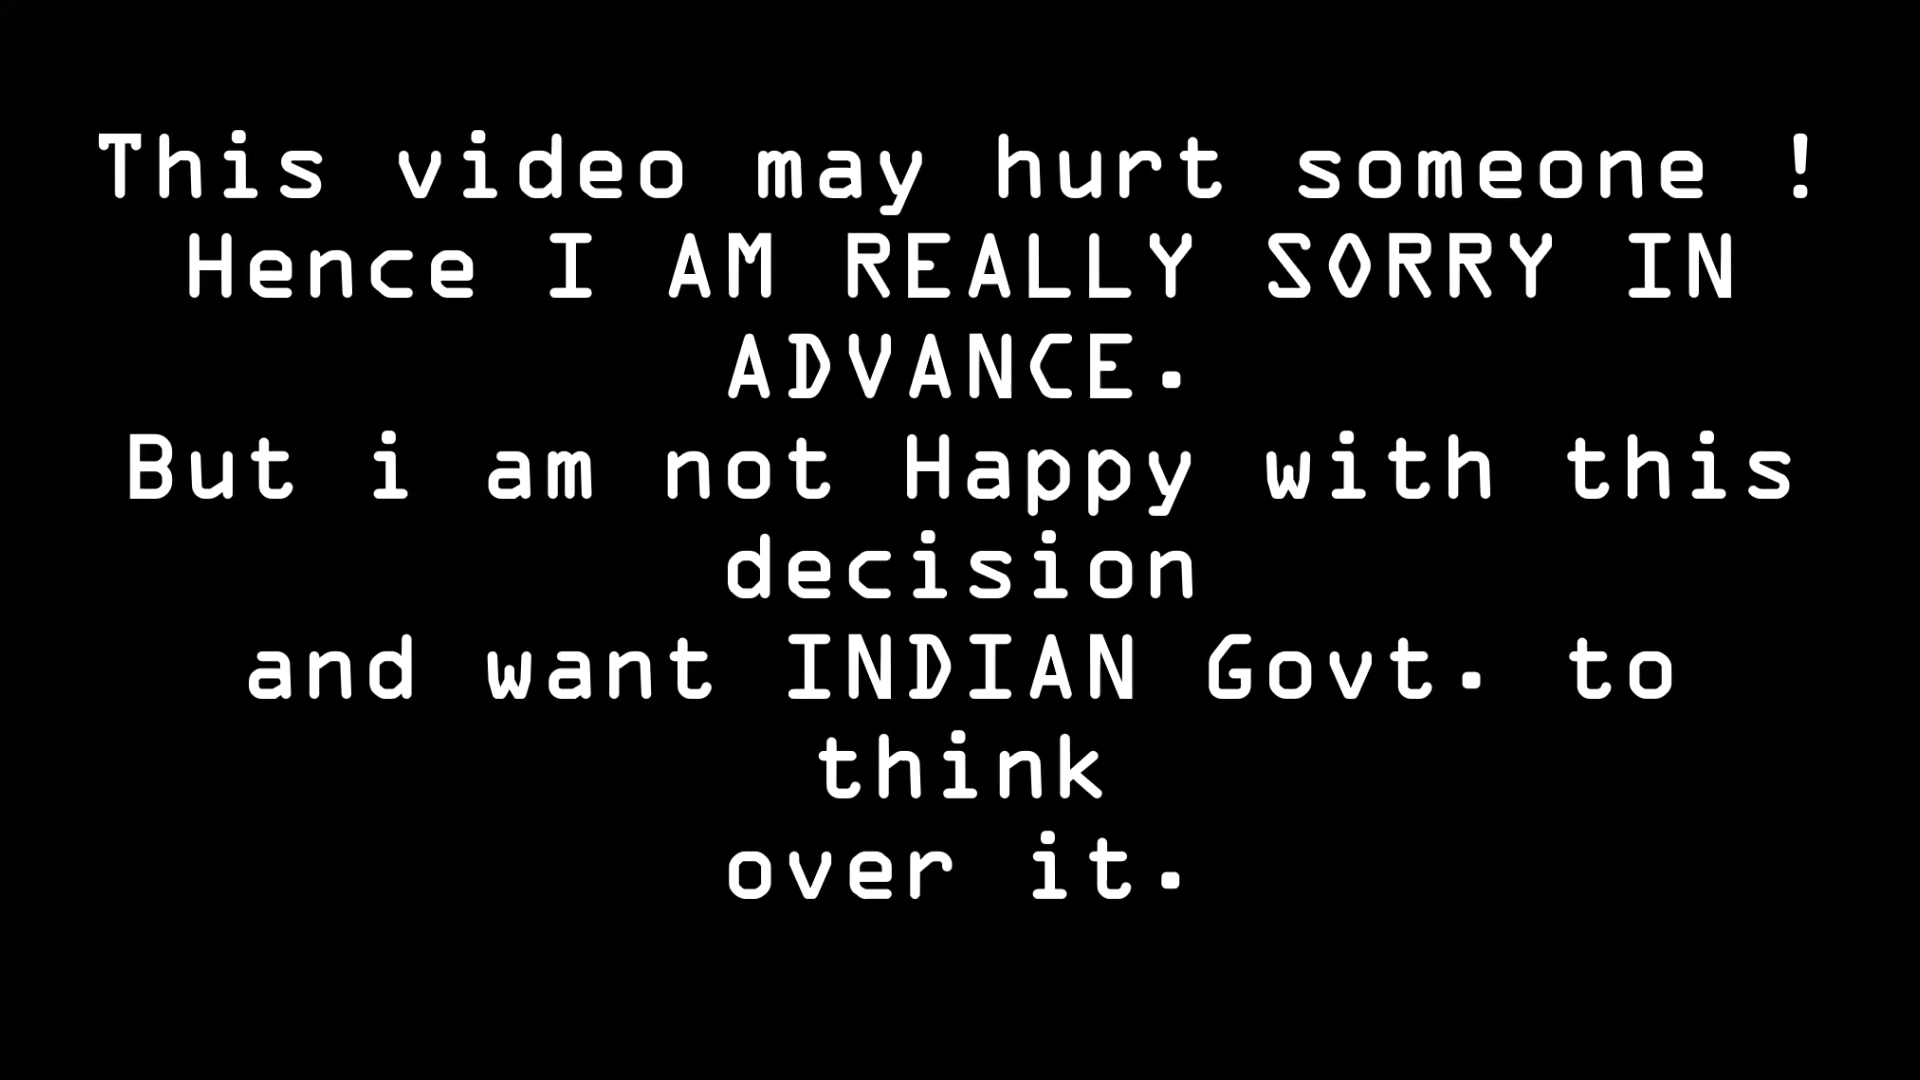 This video may hurt someone !
Hence I AM REALLY SORRY IN
ADVANCE.
But i am not Happy with this
decision
and want INDIAN Govt. to
think
over it.